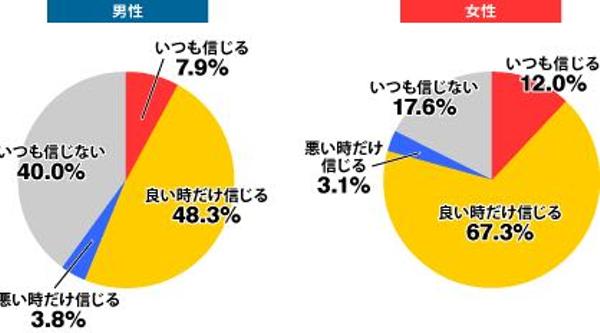 男性
いつも信じる
7.9%
いつも信じない
40.0%
良い時だけ信じる
48.3%
悪い時だけ信じる
3.8%
女性
いつも信じる
12.0%
いつも信じない
17.6%
悪い時だけ
信じる
3.1%
良い時だけ信じる
67.3%